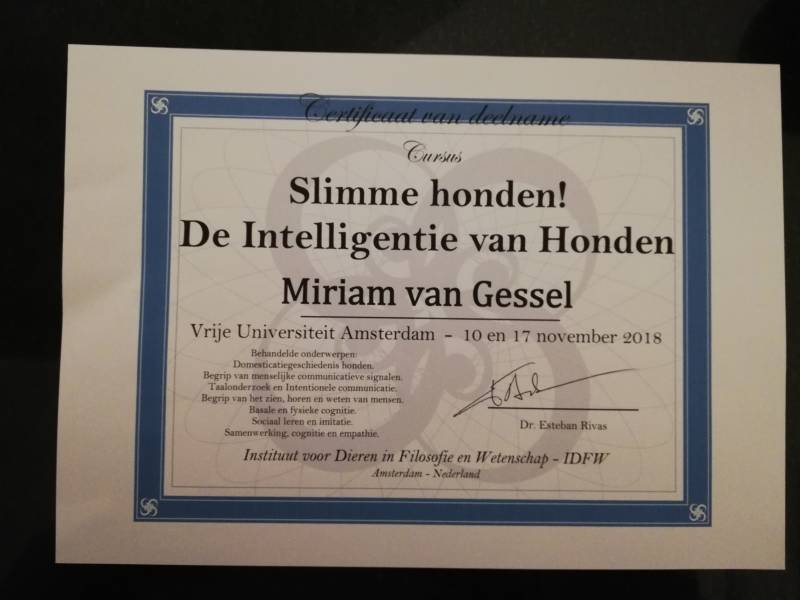 Certificaat van deelname
Cursus
Slimme honden!
De Intelligentie van Honden
Miriam van Gessel
Vrije Universiteit Amsterdam - 10 en 17 november 2018
Behandelde onderwerpen:
Domesticatiegeschiedenis honden.
Begrip van menselijke communicatieve signalen.
Taalonderzoek en Intentionele communicatie.
Begrip van het zien, horen en weten van mensen.
Basale en fysieke cognitie.
Sociaal leren en imitatie.
Samenwerking, cognitie en empathie.
Dr. Esteban Rivas
Instituut voor Dieren in Filosofie en Wetenschap - IDFW
Amsterdam - Nederland